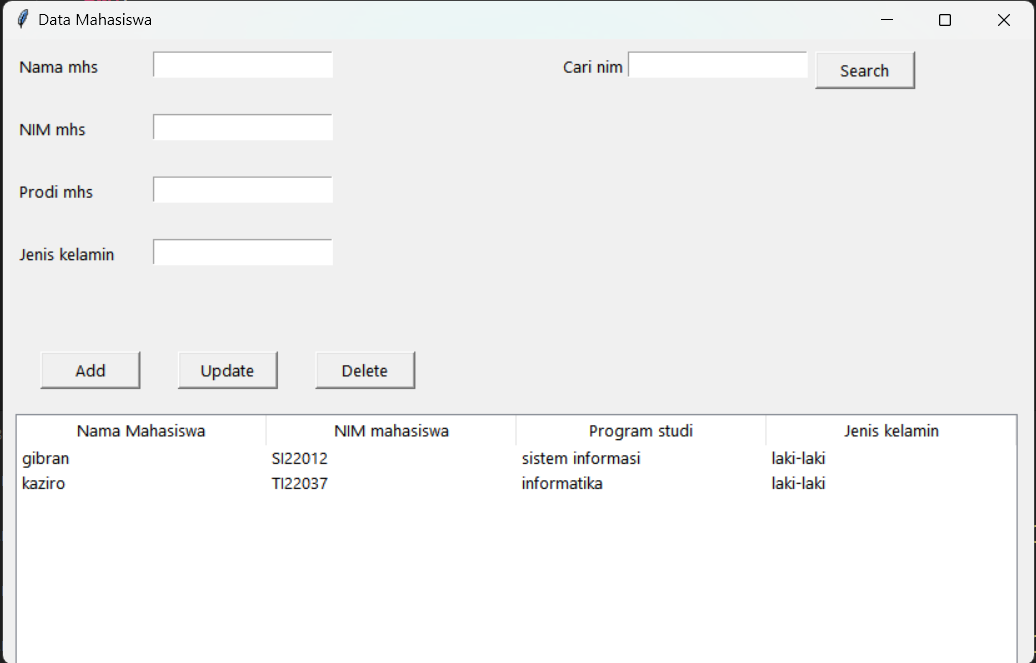 Data Mahasiswa
Nama mhs
Cari nim
Search
NIM mhs
Prodi mhs
Jenis kelamin
Add Update Delete
Nama Mahasiswa NIM mahasiswa Program studi Jenis kelamin
gibran SI22012 sistem informasi laki-laki
kaziro TI22037 informatika laki-laki